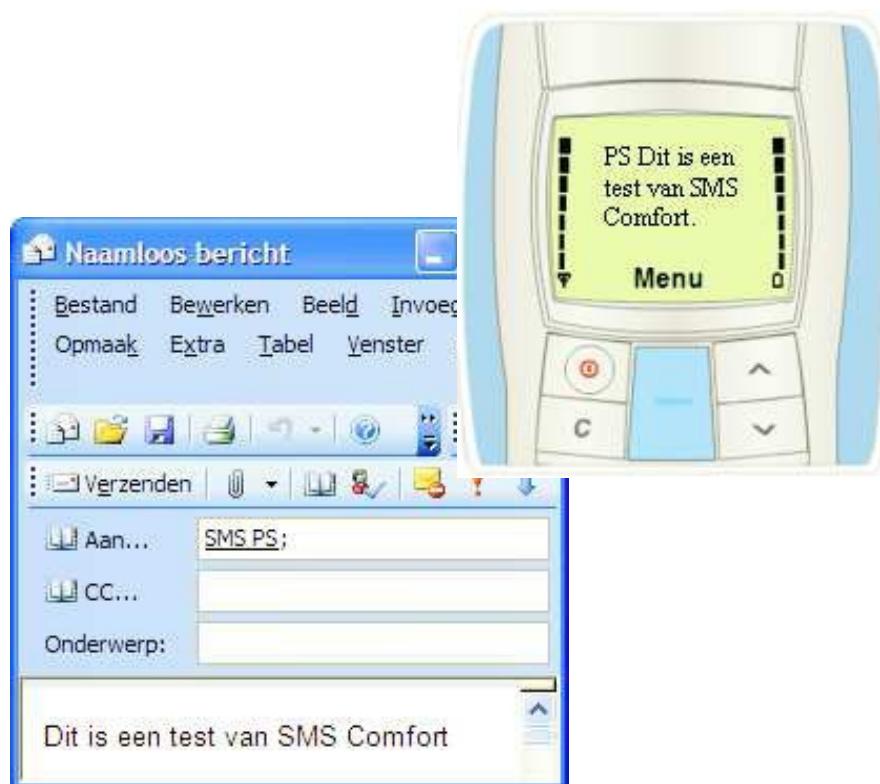 PS Dit is een
test van SMS
Comfort.
Menu
C
Naamloos bericht
Bestand Bewerken Beeld Invoeg
Opmaak Extra Tabel Venster
Verzenden
Aan... SMS PS;
CC...
Onderwerp:
Dit is een test van SMS Comfort